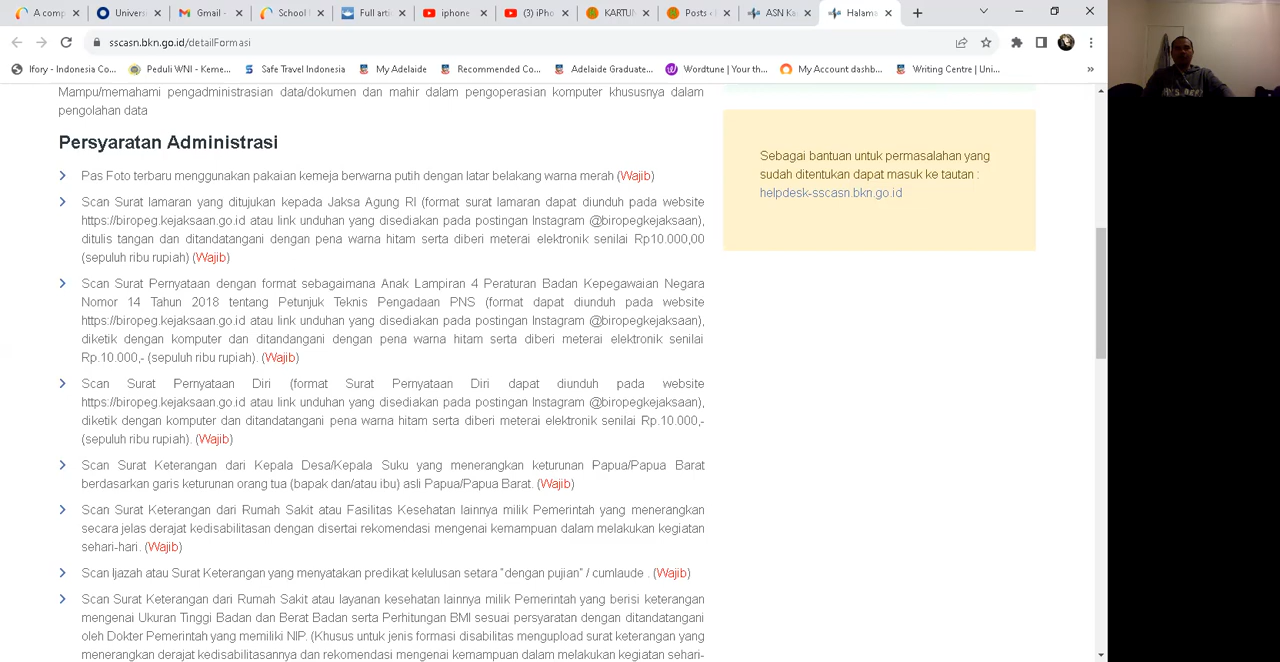 A comp
Univers
Gmail -
School I
Full artic
iphone
(3) iPho
KARTUN
Posts ‹
ASN Ke
Halama
sscasn.bkn.go.id/detailFormasi
Ifory - Indonesia Co...
Peduli WNI - Keme...
Safe Travel Indonesia
My Adelaide
Recommended Co...
Adelaide Graduate...
Wordtune | Your th...
My Account dashb...
Writing Centre | Uni...
»
Mampu/memahami pengadministrasian data/dokumen dan mahir dalam pengoperasian komputer khususnya dalam
pengolahan data
Persyaratan Administrasi
Pas Foto terbaru menggunakan pakaian kemeja berwarna putih dengan latar belakang warna merah (Wajib)
Scan Surat lamaran yang ditujukan kepada Jaksa Agung RI (format surat lamaran dapat diunduh pada website
https://biropeg.kejaksaan.go.id atau link unduhan yang disediakan pada postingan Instagram @biropegkejaksaan),
ditulis tangan dan ditandatangani dengan pena warna hitam serta diberi meterai elektronik senilai Rp10.000,00
(sepuluh ribu rupiah) (Wajib)
Scan Surat Pernyataan dengan format sebagaimana Anak Lampiran 4 Peraturan Badan Kepegawaian Negara
Nomor 14 Tahun 2018 tentang Petunjuk Teknis Pengadaan PNS (format dapat diunduh pada website
https://biropeg.kejaksaan.go.id atau link unduhan yang disediakan pada postingan Instagram @biropegkejaksaan),
diketik dengan komputer dan ditandangani dengan pena warna hitam serta diberi meterai elektronik senilai
Rp.10.000,- (sepuluh ribu rupiah). (Wajib)
Scan Surat Pernyataan Diri (format Surat Pernyataan Diri dapat diunduh pada website
https://biropeg.kejaksaan.go.id atau link unduhan yang disediakan pada postingan Instagram @biropegkejaksaan),
diketik dengan komputer dan ditandatangani pena warna hitam serta diberi meterai elektronik senilai Rp.10.000,-
(sepuluh ribu rupiah). (Wajib)
Scan Surat Keterangan dari Kepala Desa/Kepala Suku yang menerangkan keturunan Papua/Papua Barat
berdasarkan garis keturunan orang tua (bapak dan/atau ibu) asli Papua/Papua Barat. (Wajib)
Scan Surat Keterangan dari Rumah Sakit atau Fasilitas Kesehatan lainnya milik Pemerintah yang menerangkan
secara jelas derajat kedisabilitasan dengan disertai rekomendasi mengenai kemampuan dalam melakukan kegiatan
sehari-hari. (Wajib)
Scan Ijazah atau Surat Keterangan yang menyatakan predikat kelulusan setara "dengan pujian" / cumlaude . (Wajib)
Scan Surat Keterangan dari Rumah Sakit atau layanan kesehatan lainnya milik Pemerintah yang berisi keterangan
mengenai Ukuran Tinggi Badan dan Berat Badan serta Perhitungan BMI sesuai persyaratan dengan ditandatangani
oleh Dokter Pemerintah yang memiliki NIP. (Khusus untuk jenis formasi disabilitas mengupload surat keterangan yang
menerangkan derajat kedisabilitasannya dan rekomendasi mengenai kemampuan dalam melakukan kegiatan sehari-
Sebagai bantuan untuk permasalahan yang
sudah ditentukan dapat masuk ke tautan :
helpdesk-sscasn.bkn.go.id